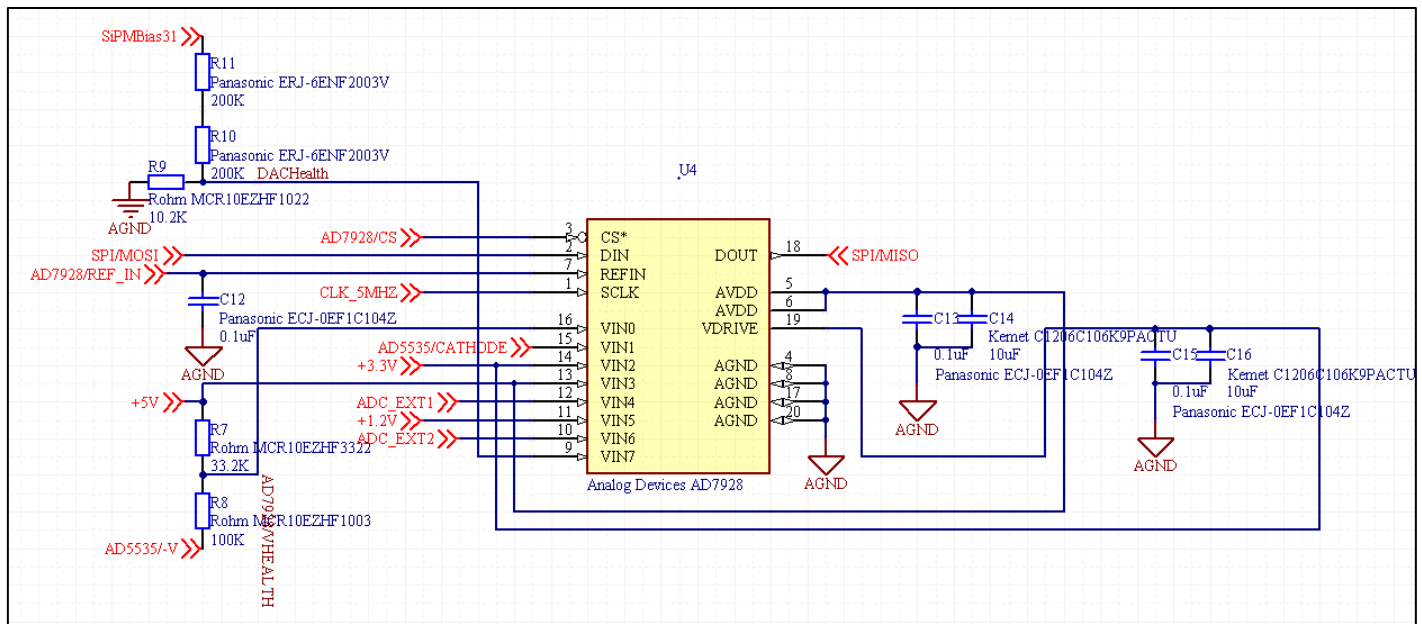 SiPMBias31
R11
Panasonic ERJ-6ENF2003V
200K
R10
Panasonic ERJ-6ENF2003V
200K
DACHealth
R9
Rohm MCR10EZHF1022
10.2K
AGND
U4
AD7928/CS
3
CS*
SPI/MOSI
2
DIN
AD7928/REF_IN
7
REFIN
CLK_5MHZ
1
SCLK
C12
Panasonic ECJ-0EF1C104Z
0.1uF
AGND
16
VIN0
AD5535/CATHODE
15
VIN1
+3.3V
14
VIN2
13
VIN3
ADC_EXT1
12
VIN4
+1.2V
11
VIN5
ADC_EXT2
10
VIN6
9
VIN7
DOUT
18
SPI/MISO
AVDD
5
AVDD
6
VDRIVE
19
AGND
4
AGND
8
AGND
17
AGND
20
AGND
Analog Devices AD7928
+5V
R7
Rohm MCR10EZHF3322
33.2K
R8
Rohm MCR10EZHF1003
100K
AD5535/-V
C13
0.1uF
Panasonic ECJ-0EF1C104Z
C14
Kemet C1206C106K9PACTU
10uF
AGND
C15
0.1uF
Panasonic ECJ-0EF1C104Z
C16
Kemet C1206C106K9PACTU
10uF
AGND